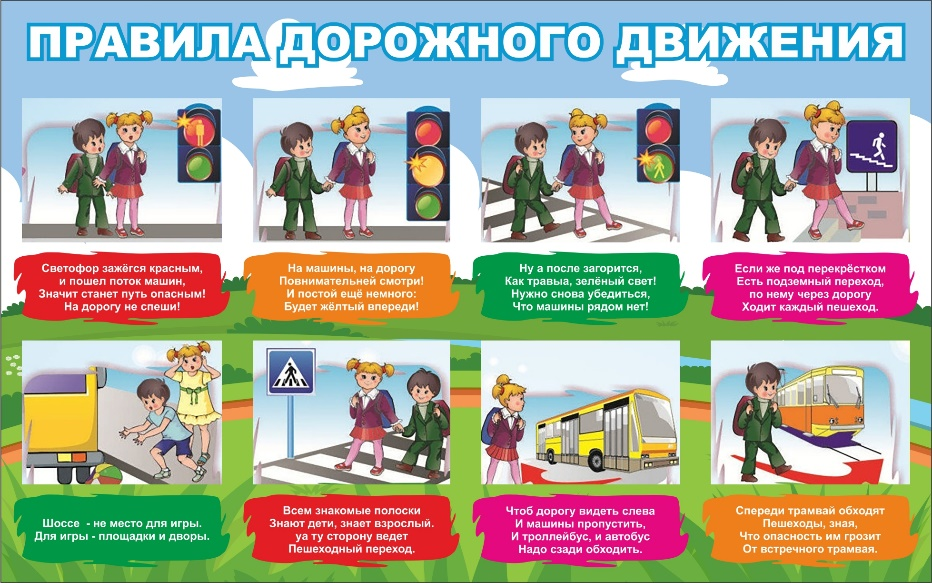 ПРАВИЛА ДОРОЖНОГО ДВИЖЕНИЯ
Светофор зажёгся красным,
и пошел поток машин,
Значит станет путь опасным!
На дорогу не спеши!
На машины, на дорогу
Повнимательней смотри!
И постой ещё немного:
Будет жёлтый впереди!
Ну а после загорится,
Как травыа, зелёный свет!
Нужно снова убедиться,
Что машины рядом нет!
Если же под перекрёстком
Есть подземный переход,
по нему через дорогу
Ходит каждый пешеход.
Шоссе - не место для игры.
Для игры - площадки и дворы.
Всем знакомые полоски
Знают дети, знает взрослый.
уа ту сторону ведет
Пешеходный переход.
Чтоб дорогу видеть слева
И машины пропустить,
И троллейбус, и автобус
Надо сзади обходить.
Спереди трамвай обходят
Пешеходы, зная,
Что опасность им грозит
От встречного трамвая.